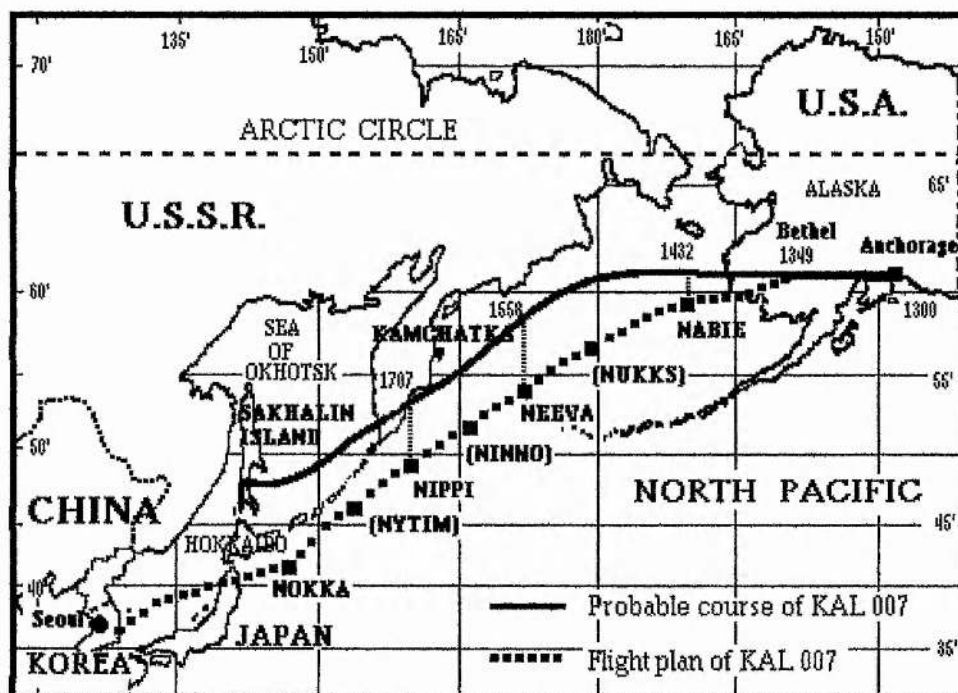 135' 150' 165' 180' 165' 150'
70'
U.S.A.
ARCTIC CIRCLE
ALASKA 65'
U.S.S.R.
Bethel
1432 1349 Anchorage
60'
1300
SEA
OF
OKHOTSK
1558
KAMCHATKA
NABIE
(NUKKS)
55'
1707
NEEVA
SAKHALIN
ISLAND
50'
(NINNO)
NIPPI
NORTH PACIFIC
CHINA
(NYTIM)
45'
HOKKAIDO
40'
NOKKA
Seoul
Probable course of KAL 007
JAPAN
KOREA
35'
Flight plan of KAL 007